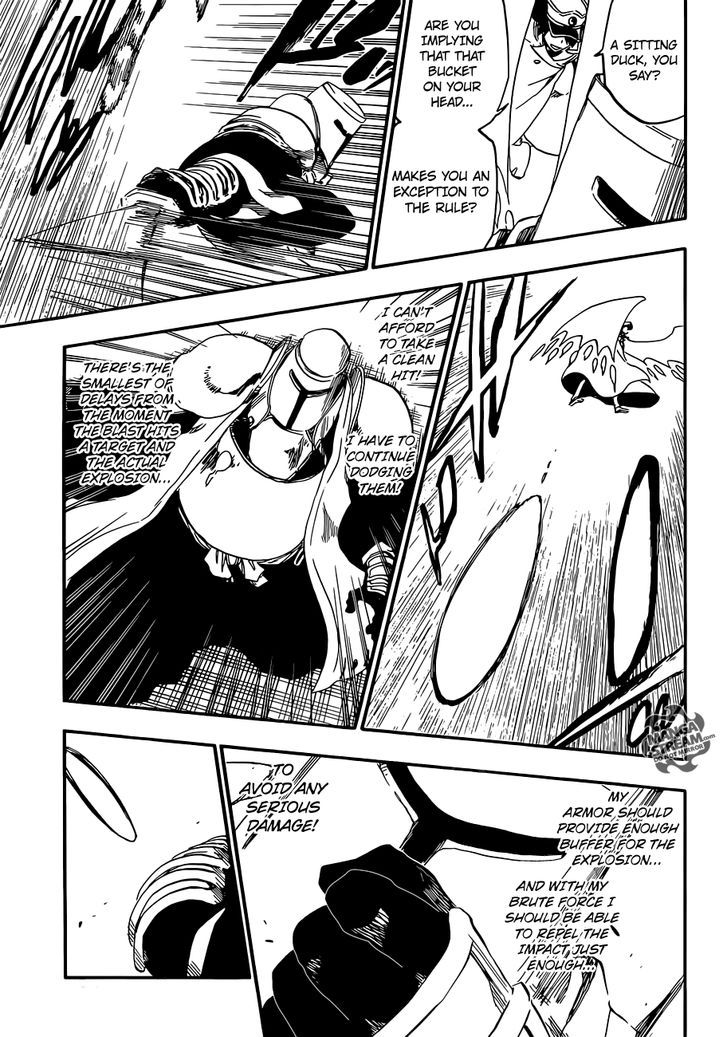 A SITTING
DUCK, YOU
SAY?
ARE YOU
IMPLYING
THAT THAT
BUCKET
ON YOUR
HEAD...
MAKES YOU AN
EXCEPTION TO
THE RULE?
I CAN'T
AFFORD
TO TAKE
A CLEAN
HIT!
I HAVE TO
CONTINUE
DODGING
THEM!
THERE'S THE
SMALLEST OF
DELAYS FROM
THE MOMENT
THE BLAST HITS
A TARGET AND
THE ACTUAL
EXPLOSION...
MANGA
STREAM.com
DO NOT MIRROR
MY
ARMOR SHOULD
PROVIDE ENOUGH
BUFFER FOR THE
EXPLOSION...
AND WITH MY
BRUTE FORCE I
SHOULD BE ABLE
TO REPEL THE
IMPACT JUST
ENOUGH...
TO
AVOID ANY
SERIOUS
DAMAGE!